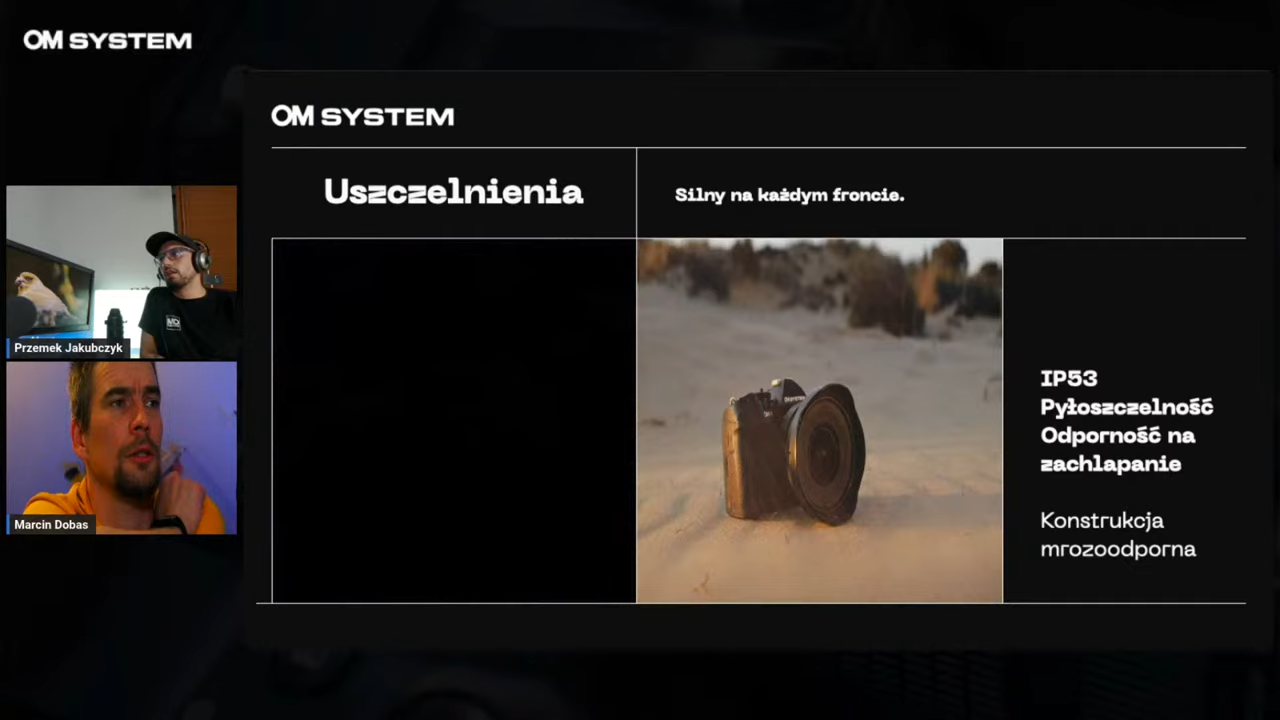 OM SYSTEM
OM SYSTEM
Uszczelnienia
Silny na każdym froncie.
Przemek Jakubczyk
Marcin Dobas
IP53
Pyłoszczelność
Odporność na
zachlapanie
Konstrukcja
mrozoodporna